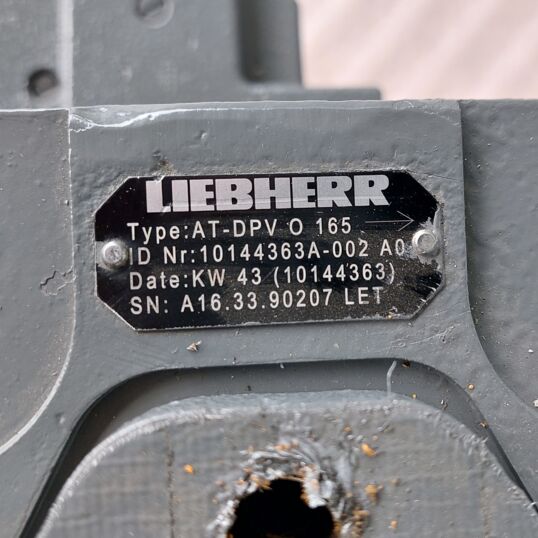 LIEBHERR
Type:AT-DPV O 165
ID Nr:10144363A-002 A0
Date:KW 43 (10144363)
SN: A16.33.90207 LET